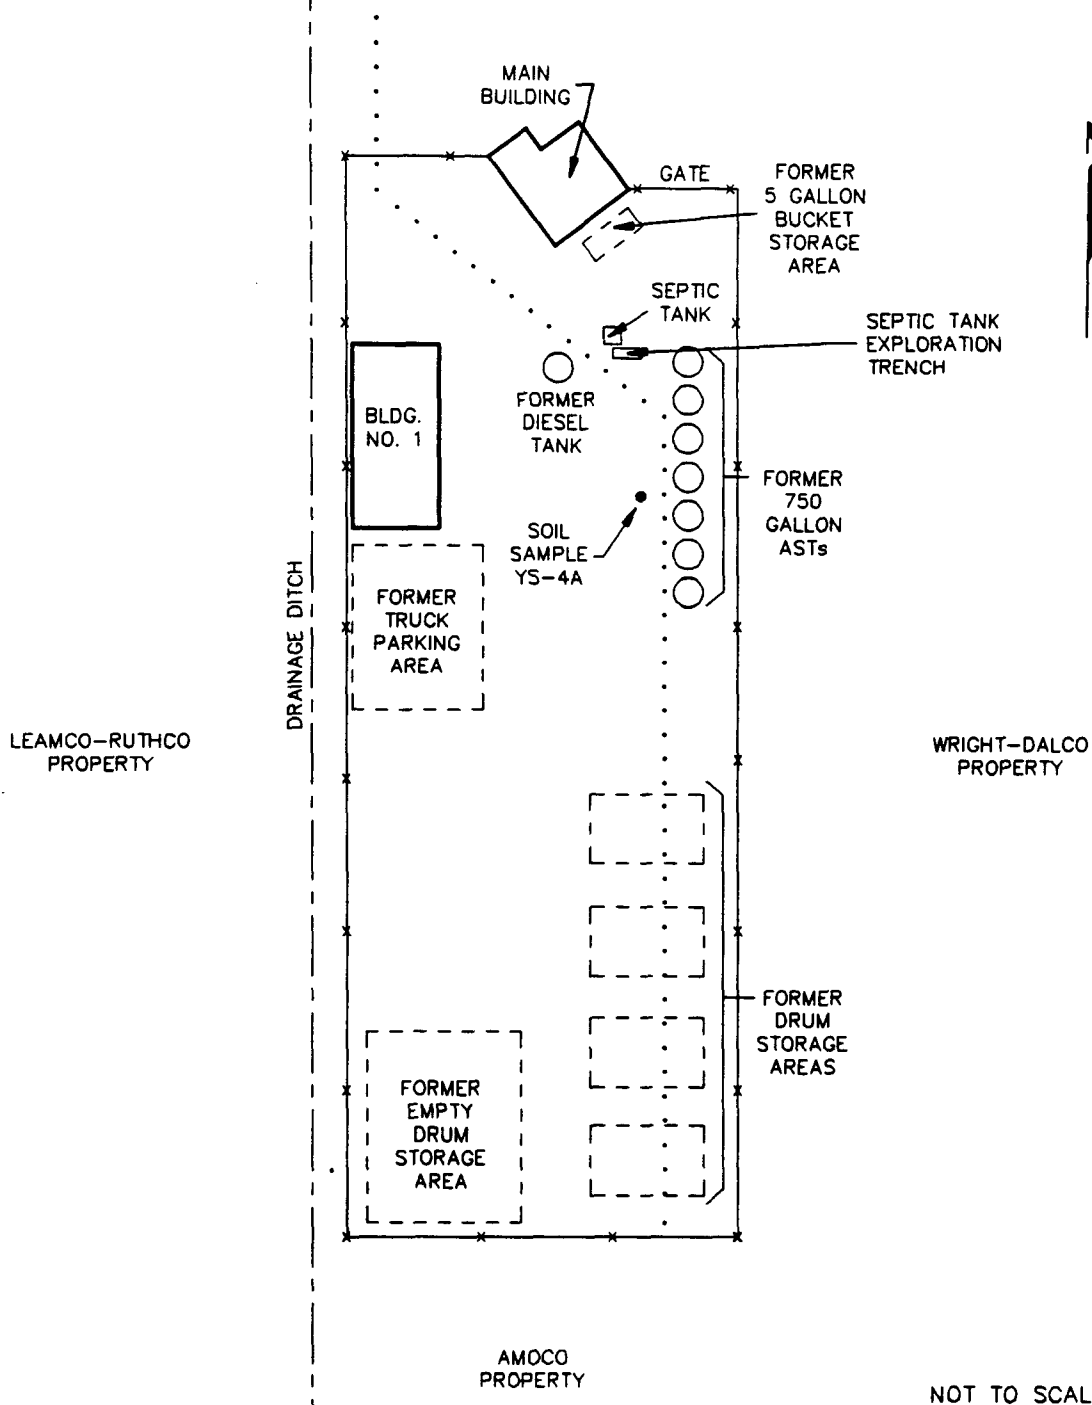 MAIN
BUILDING
GATE
FORMER
5 GALLON
BUCKET
STORAGE
AREA
SEPTIC
TANK
SEPTIC TANK
EXPLORATION
TRENCH
FORMER
DIESEL
TANK
BLDG.
NO. 1
FORMER
750
GALLON
ASTs
SOIL
SAMPLE
YS-4A
DRAINAGE DITCH
FORMER
TRUCK
PARKING
AREA
LEAMCO-RUTHCO
PROPERTY
WRIGHT-DALCO
PROPERTY
FORMER
DRUM
STORAGE
AREAS
FORMER
EMPTY
DRUM
STORAGE
AREA
AMOCO
PROPERTY
NOT TO SCAL